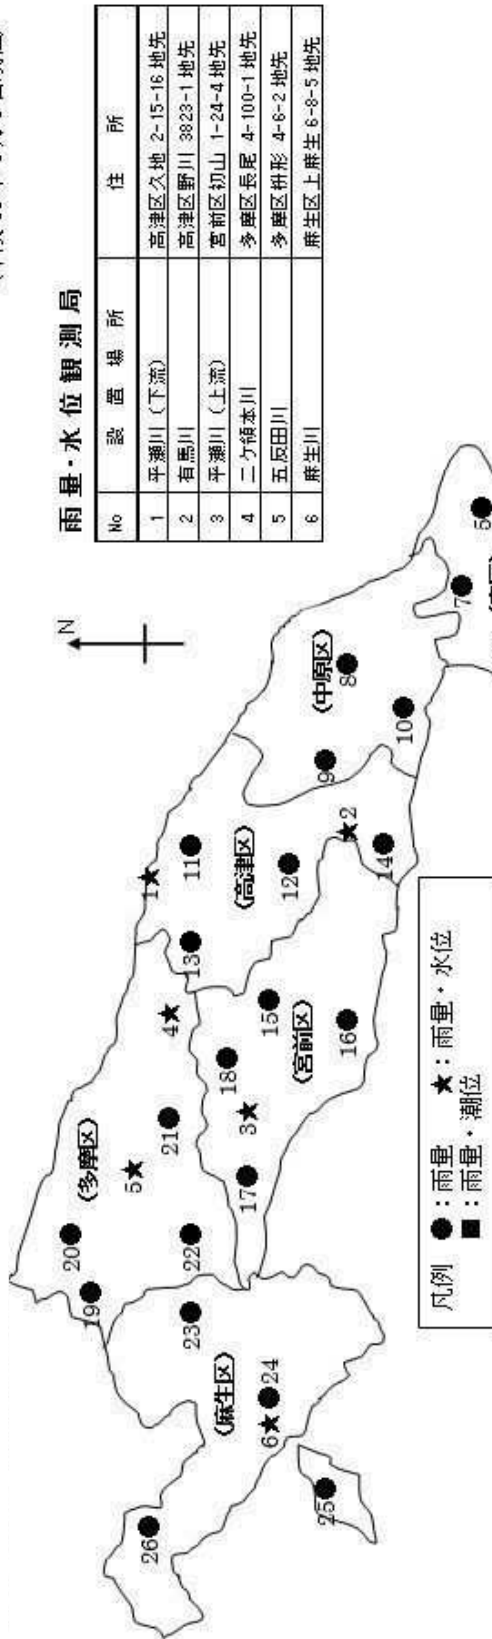 雨量・水位観測局
No 設置場所 住所
1 平瀬川（下流） 高津区久地 2-15-16 地先
2 有馬川 高津区野川 3823-1 地先
3 平瀬川（上流） 宮前区初山 1-24-4 地先
4 二ケ領本川 多摩区長尾 4-100-1 地先
5 五反田川 多摩区枡形 4-6-2 地先
6 麻生川 麻生区上麻生 6-8-5 地先
N
26
25
6★
24
(麻生区)
23
19
20
22
(多摩区)
5★
21
4★
17
3★
18
15
(宮前区)
16
13
1★
11
(高津区)
12
★2
14
9
(中原区)
8
10
7
凡例 ●：雨量 ★：雨量・水位
■：雨量・潮位